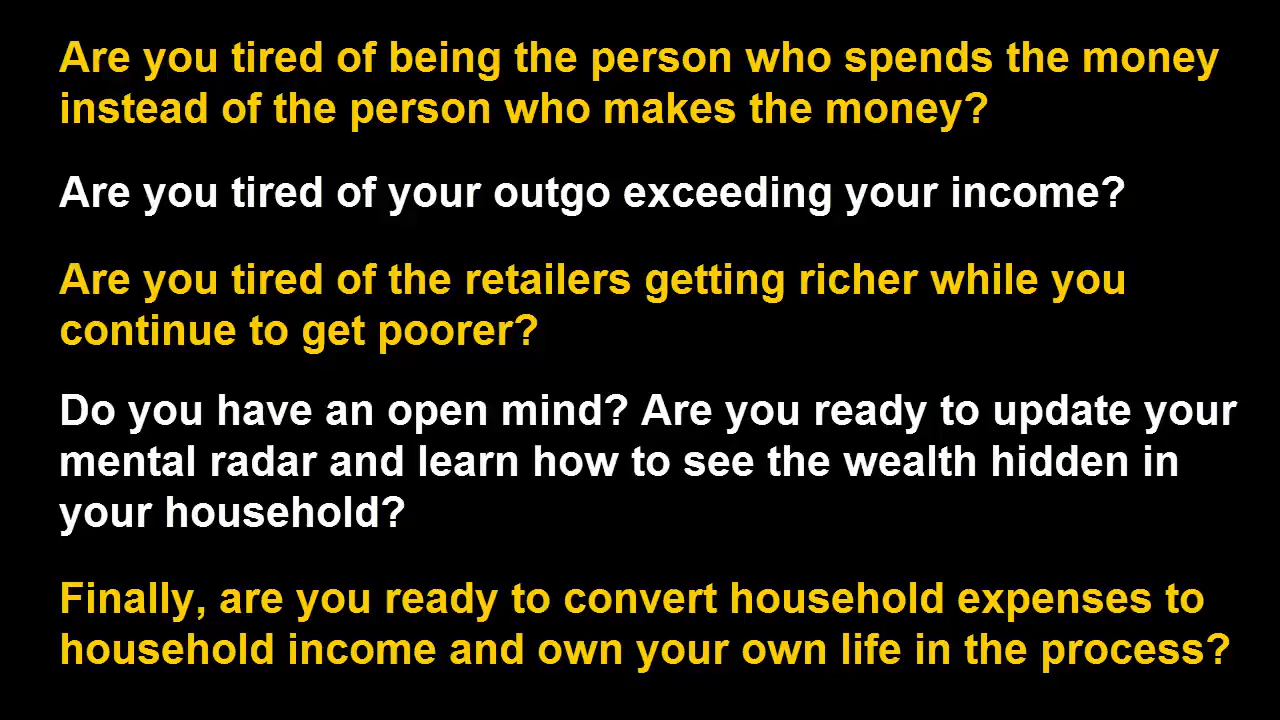 Are you tired of being the person who spends the money
instead of the person who makes the money?
Are you tired of your outgo exceeding your income?
Are you tired of the retailers getting richer while you
continue to get poorer?
Do you have an open mind? Are you ready to update your
mental radar and learn how to see the wealth hidden in
your household?
Finally, are you ready to convert household expenses to
household income and own your own life in the process?